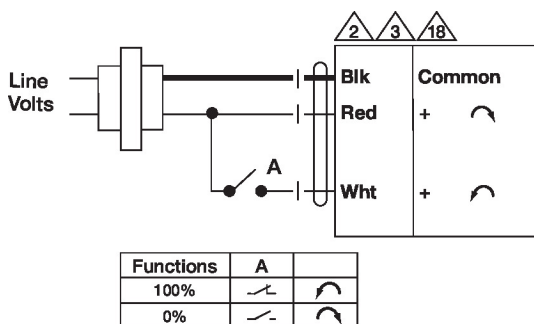 2 3 18
Line
Volts
Blk Common
Red +
A
Wht +
Functions A
100%
0%